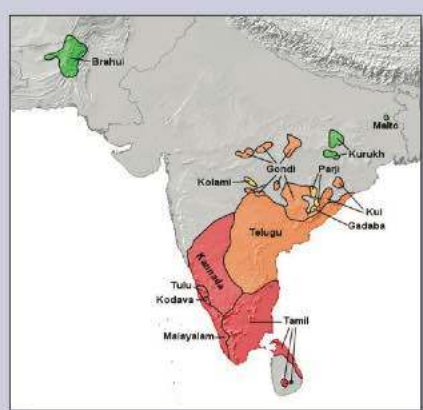 Brahui
Malto
Kurukh
Gondi
Parji
Kolami
Kui
Gadaba
Telugu
Kannada
Tulu
Kodava
Malayalam
Tamil